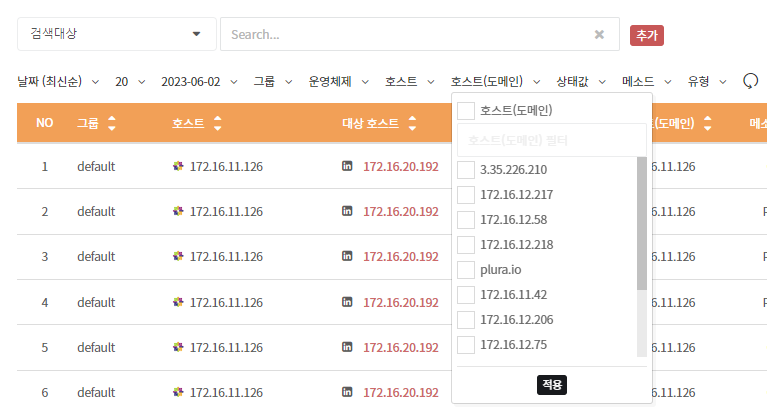 검색대상 Search... 추가
날짜 (최신순) 20 2023-06-02 그룹 운영체제 호스트 호스트(도메인) 상태값 메소드 유형
호스트(도메인)
NO 그룹 호스트 대상 호스트 (도메인)
호스트(도메인) 필터
1 default 172.16.11.126 172.16.20.192 3.35.226.210 6.11.126
172.16.12.217
2 default 172.16.11.126 172.16.20.192 172.16.12.58 6.11.126
172.16.12.218
3 default 172.16.11.126 172.16.20.192 plura.io 6.11.126
172.16.11.42
4 default 172.16.11.126 172.16.20.192 172.16.12.206 6.11.126
5 default 172.16.11.126 172.16.20.192 172.16.12.75 6.11.126
6 default 172.16.11.126 172.16.20.192 적용 6.11.126